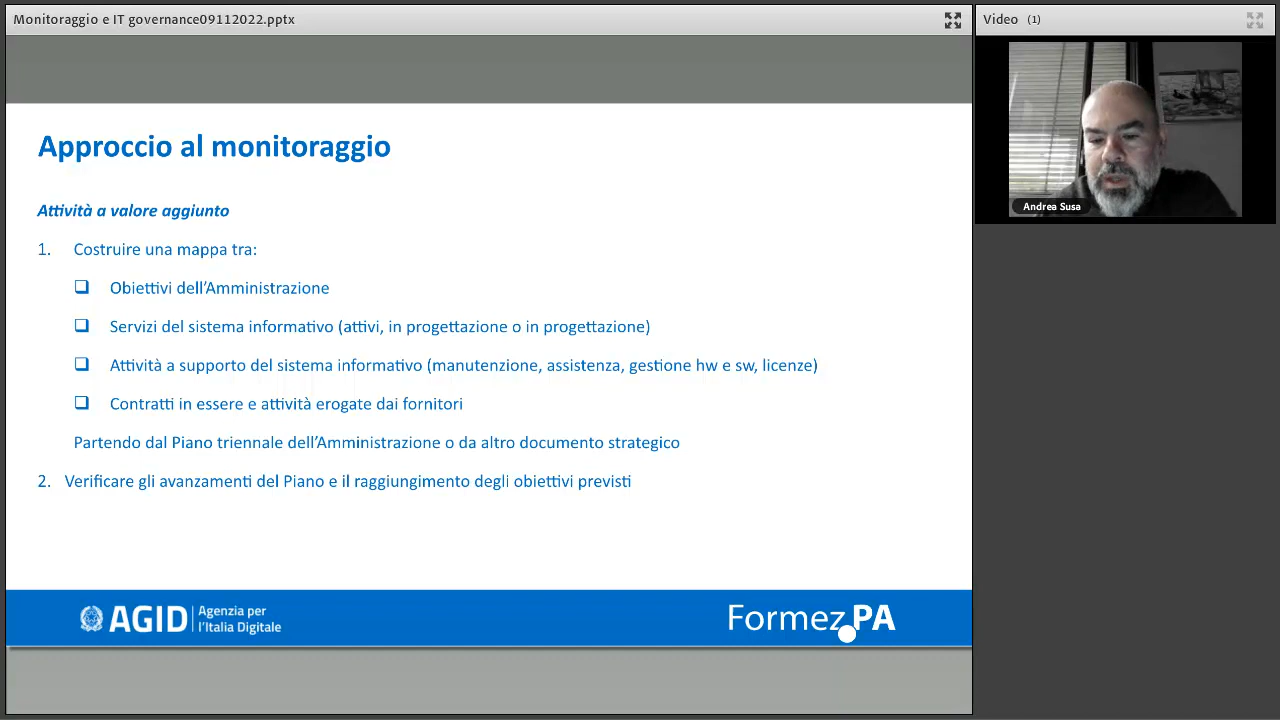 Monitoraggio e IT governance09112022.pptx
Video (1)
Andrea Susa
Approccio al monitoraggio
Attività a valore aggiunto
1. Costruire una mappa tra:
❑ Obiettivi dell’Amministrazione
❑ Servizi del sistema informativo (attivi, in progettazione o in progettazione)
❑ Attività a supporto del sistema informativo (manutenzione, assistenza, gestione hw e sw, licenze)
❑ Contratti in essere e attività erogate dai fornitori
Partendo dal Piano triennale dell’Amministrazione o da altro documento strategico
2. Verificare gli avanzamenti del Piano e il raggiungimento degli obiettivi previsti
AGID
Agenzia per
l’Italia Digitale
Formez PA